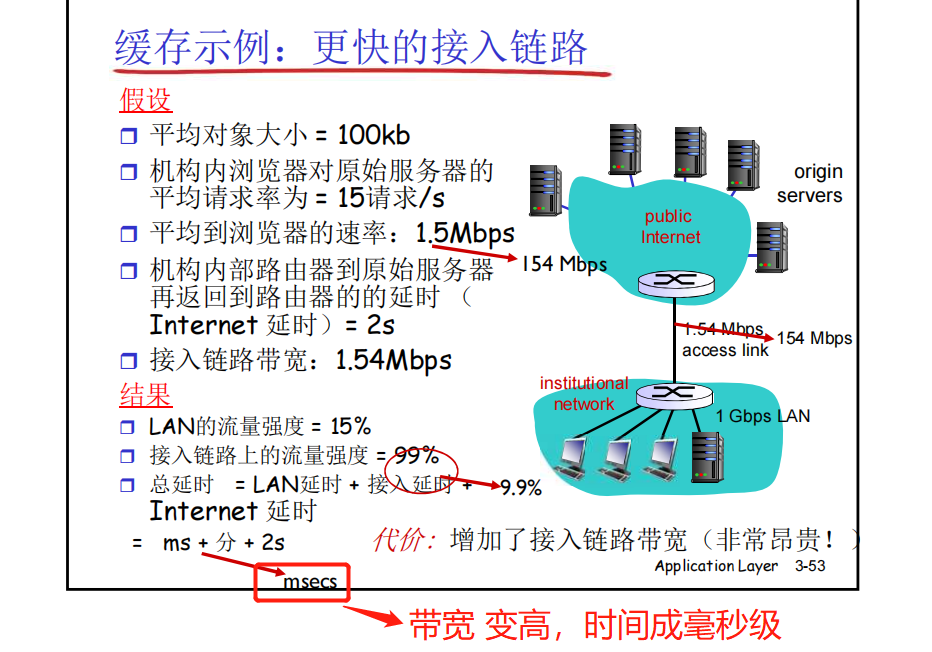 缓存示例：更快的接入链路
假设
平均对象大小 = 100kb
机构内浏览器对原始服务器的
平均请求率为 = 15请求/s
平均到浏览器的速率：1.5Mbps
154 Mbps
机构内部路由器到原始服务器
再返回到路由器的的延时 （
Internet 延时）= 2s
接入链路带宽：1.54Mbps
结果
LAN的流量强度 = 15%
接入链路上的流量强度 = 99%
9.9%
总延时 = LAN延时 + 接入延时 +
Internet 延时
= ms + 分 + 2s
msecs
origin
servers
public
Internet
1.54 Mbps
access link
154 Mbps
institutional
network
1 Gbps LAN
代价：增加了接入链路带宽（非常昂贵！）
Application Layer 3-53
带宽 变高，时间成毫秒级